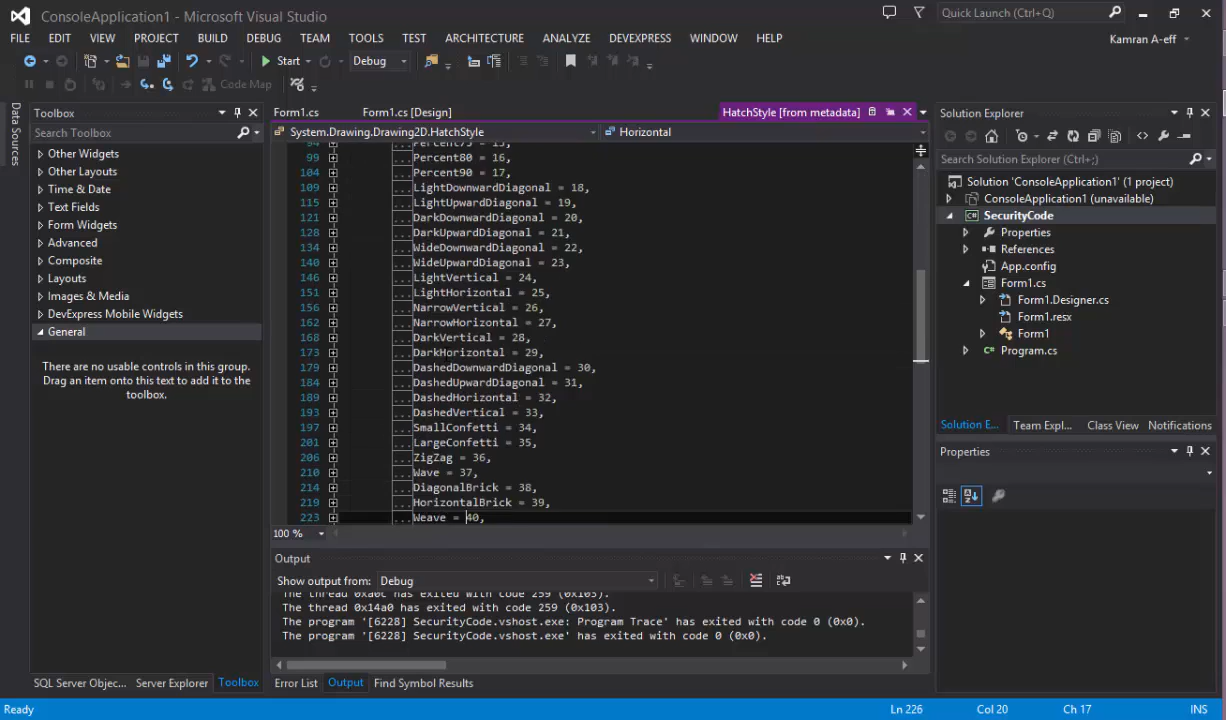 ConsoleApplication1 - Microsoft Visual Studio
Quick Launch (Ctrl+Q)
FILE EDIT VIEW PROJECT BUILD DEBUG TEAM TOOLS TEST ARCHITECTURE ANALYZE DEVEXPRESS WINDOW HELP
Kamran A-eff
Start Debug
Code Map
Data Sources
Toolbox
Search Toolbox
Other Widgets
Other Layouts
Time & Date
Text Fields
Form Widgets
Advanced
Composite
Layouts
Images & Media
DevExpress Mobile Widgets
General
There are no usable controls in this group.
Drag an item onto this text to add it to the
toolbox.
SQL Server Objec... Server Explorer Toolbox
Form1.cs Form1.cs [Design] HatchStyle [from metadata]
System.Drawing.Drawing2D.HatchStyle Horizontal
94 ...Percent75 = 15,
99 ...Percent80 = 16,
104 ...Percent90 = 17,
109 ...LightDownwardDiagonal = 18,
115 ...LightUpwardDiagonal = 19,
121 ...DarkDownwardDiagonal = 20,
128 ...DarkUpwardDiagonal = 21,
134 ...WideDownwardDiagonal = 22,
140 ...WideUpwardDiagonal = 23,
146 ...LightVertical = 24,
151 ...LightHorizontal = 25,
156 ...NarrowVertical = 26,
162 ...NarrowHorizontal = 27,
168 ...DarkVertical = 28,
173 ...DarkHorizontal = 29,
179 ...DashedDownwardDiagonal = 30,
184 ...DashedUpwardDiagonal = 31,
189 ...DashedHorizontal = 32,
193 ...DashedVertical = 33,
197 ...SmallConfetti = 34,
201 ...LargeConfetti = 35,
206 ...ZigZag = 36,
210 ...Wave = 37,
214 ...DiagonalBrick = 38,
219 ...HorizontalBrick = 39,
223 ...Weave = 40,
100 %
Output
Show output from: Debug
The thread 0xa0c has exited with code 259 (0x103).
The thread 0x14a0 has exited with code 259 (0x103).
The program '[6228] SecurityCode.vshost.exe: Program Trace' has exited with code 0 (0x0).
The program '[6228] SecurityCode.vshost.exe' has exited with code 0 (0x0).
Error List Output Find Symbol Results
Solution Explorer
Search Solution Explorer (Ctrl+;)
Solution 'ConsoleApplication1' (1 project)
ConsoleApplication1 (unavailable)
SecurityCode
Properties
References
App.config
Form1.cs
Form1.Designer.cs
Form1.resx
Form1
Program.cs
Solution E... Team Expl... Class View Notifications
Properties
Ready Ln 226 Col 20 Ch 17 INS